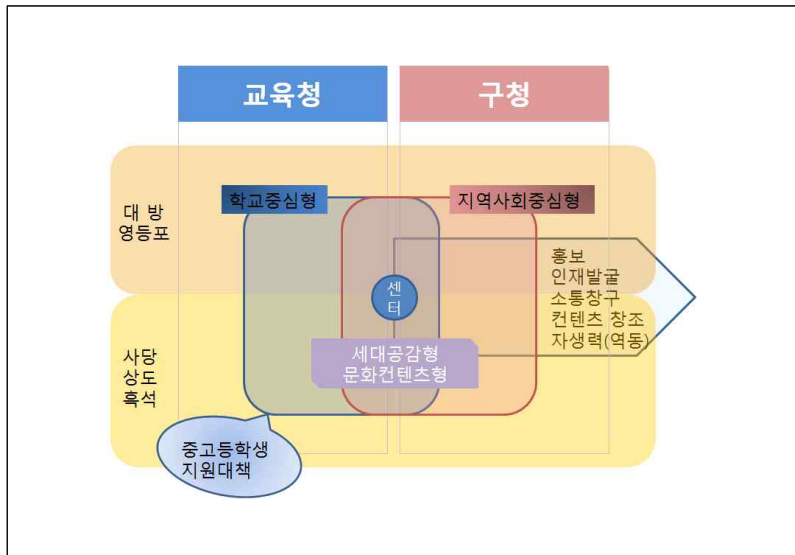 교육청
구청
대 방
영등포
학교중심형
지역사회중심형
홍보
인재발굴
소통창구
컨텐츠 창조
자생력(역동)
센
터
세대공감형
문화컨텐츠형
사당
상도
흑석
중고등학생
지원대책